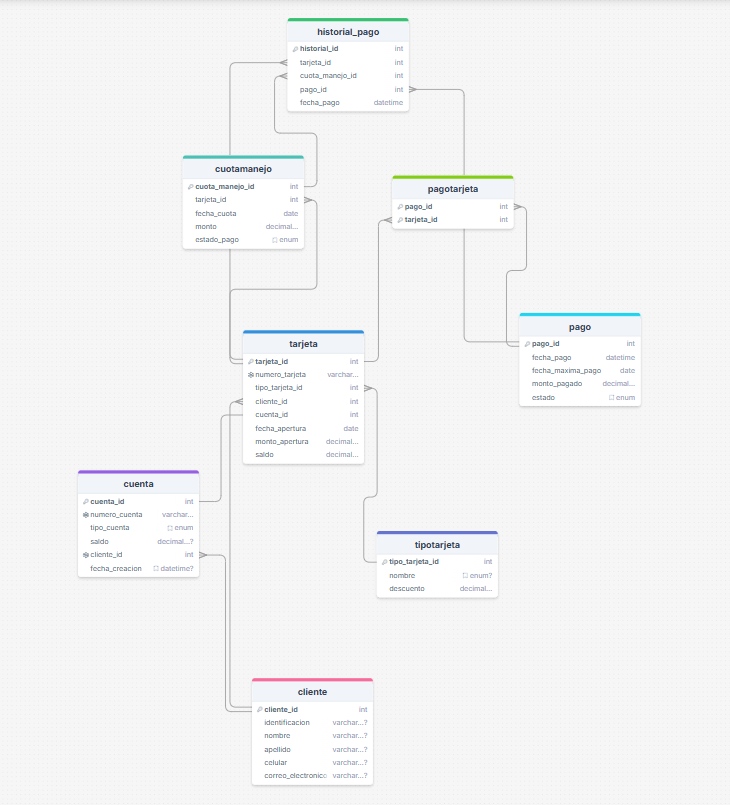 historial_pago
historial_id int
tarjeta_id int
cuota_manejo_id int
pago_id int
fecha_pago datetime
cuotamanejo
cuota_manejo_id int
tarjeta_id int
fecha_cuota date
monto decimal...
estado_pago enum
pagotarjeta
pago_id int
tarjeta_id int
pago
pago_id int
fecha_pago datetime
fecha_maxima_pago date
monto_pagado decimal...
estado enum
tarjeta
tarjeta_id int
numero_tarjeta varchar...
tipo_tarjeta_id int
cliente_id int
cuenta_id int
fecha_apertura date
monto_apertura decimal...
saldo decimal...
cuenta
cuenta_id int
numero_cuenta varchar...
tipo_cuenta enum
saldo decimal...?
cliente_id int
fecha_creacion datetime?
tipotarjeta
tipo_tarjeta_id int
nombre enum?
descuento decimal...
cliente
cliente_id int
identificacion varchar...?
nombre varchar...?
apellido varchar...?
celular varchar...?
correo_electronico varchar...?